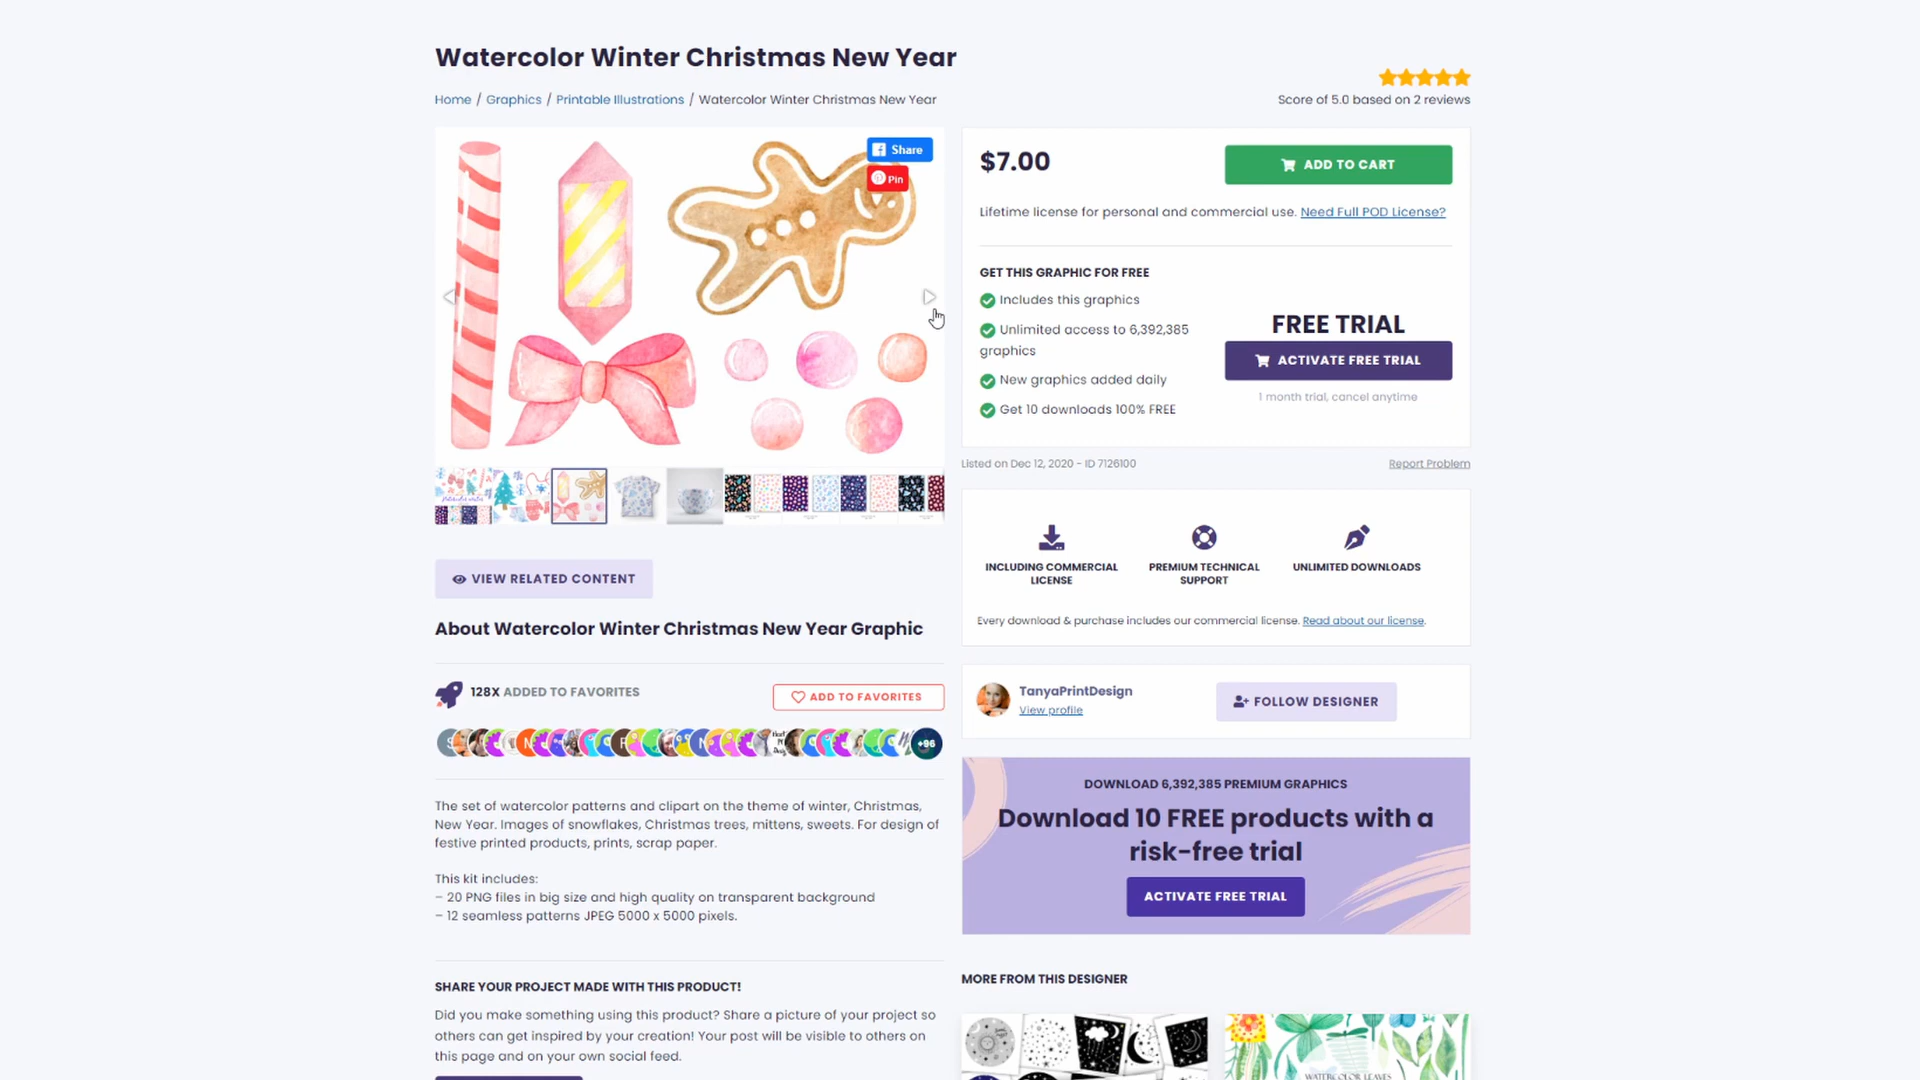 Watercolor Winter Christmas New Year
Home / Graphics / Printable Illustrations / Watercolor Winter Christmas New Year
Score of 5.0 based on 2 reviews
Share
Pin
$7.00
ADD TO CART
Lifetime license for personal and commercial use. Need Full POD License?
GET THIS GRAPHIC FOR FREE
Includes this graphics
Unlimited access to 6,392,385
graphics
New graphics added daily
Get 10 downloads 100% FREE
FREE TRIAL
ACTIVATE FREE TRIAL
1 month trial, cancel anytime
Listed on Dec 12, 2020 - ID 7126100
Report Problem
INCLUDING COMMERCIAL
LICENSE
PREMIUM TECHNICAL
SUPPORT
UNLIMITED DOWNLOADS
Every download & purchase includes our commercial license. Read about our license.
VIEW RELATED CONTENT
About Watercolor Winter Christmas New Year Graphic
128X ADDED TO FAVORITES
ADD TO FAVORITES
+96
TanyaPrintDesign
View profile
FOLLOW DESIGNER
The set of watercolor patterns and clipart on the theme of winter, Christmas,
New Year. Images of snowflakes, Christmas trees, mittens, sweets. For design of
festive printed products, prints, scrap paper.
This kit includes:
– 20 PNG files in big size and high quality on transparent background
– 12 seamless patterns JPEG 5000 x 5000 pixels.
DOWNLOAD 6,392,385 PREMIUM GRAPHICS
Download 10 FREE products with a
risk-free trial
ACTIVATE FREE TRIAL
SHARE YOUR PROJECT MADE WITH THIS PRODUCT!
Did you make something using this product? Share a picture of your project so
others can get inspired by your creation! Your post will be visible to others on
this page and on your own social feed.
MORE FROM THIS DESIGNER
WATERCOLOR LEAVES